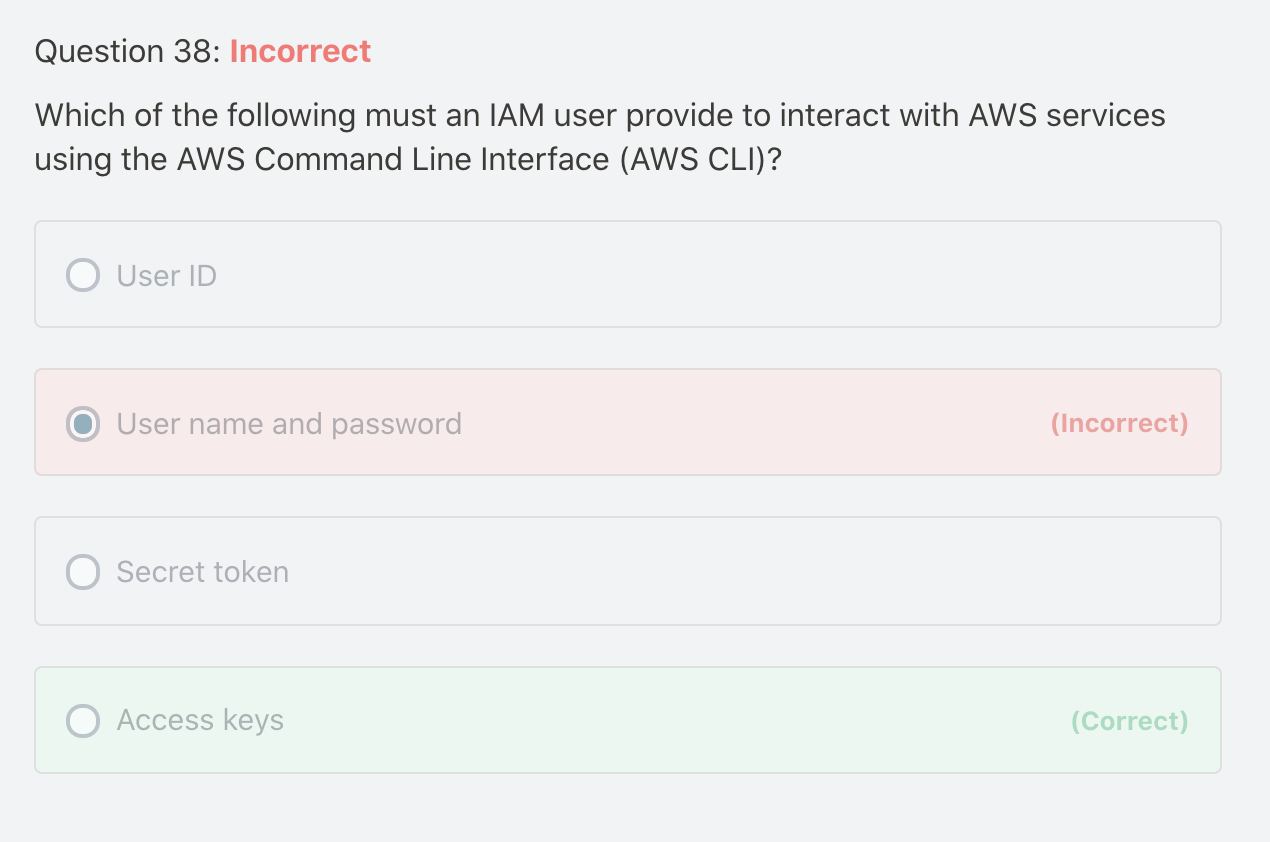 Question 38: Incorrect
Which of the following must an IAM user provide to interact with AWS services
using the AWS Command Line Interface (AWS CLI)?
User ID
User name and password (Incorrect)
Secret token
Access keys (Correct)